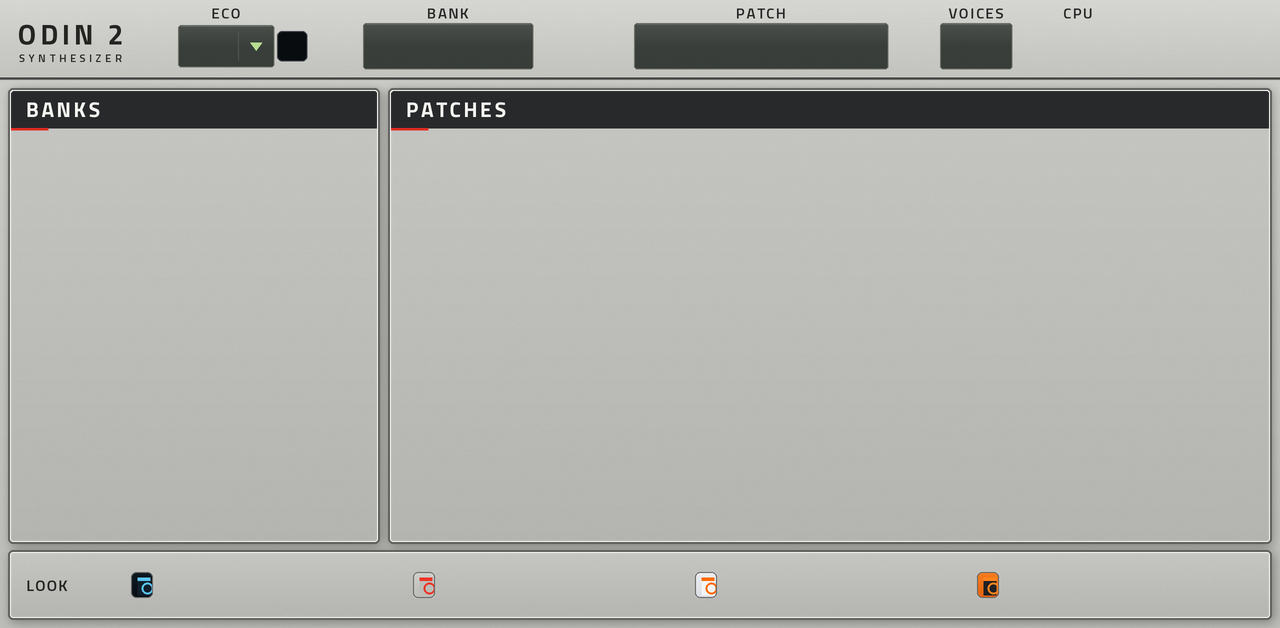 ECO
BANK
PATCH
VOICES
CPU
ODIN 2
SYNTHESIZER
BANKS
PATCHES
LOOK